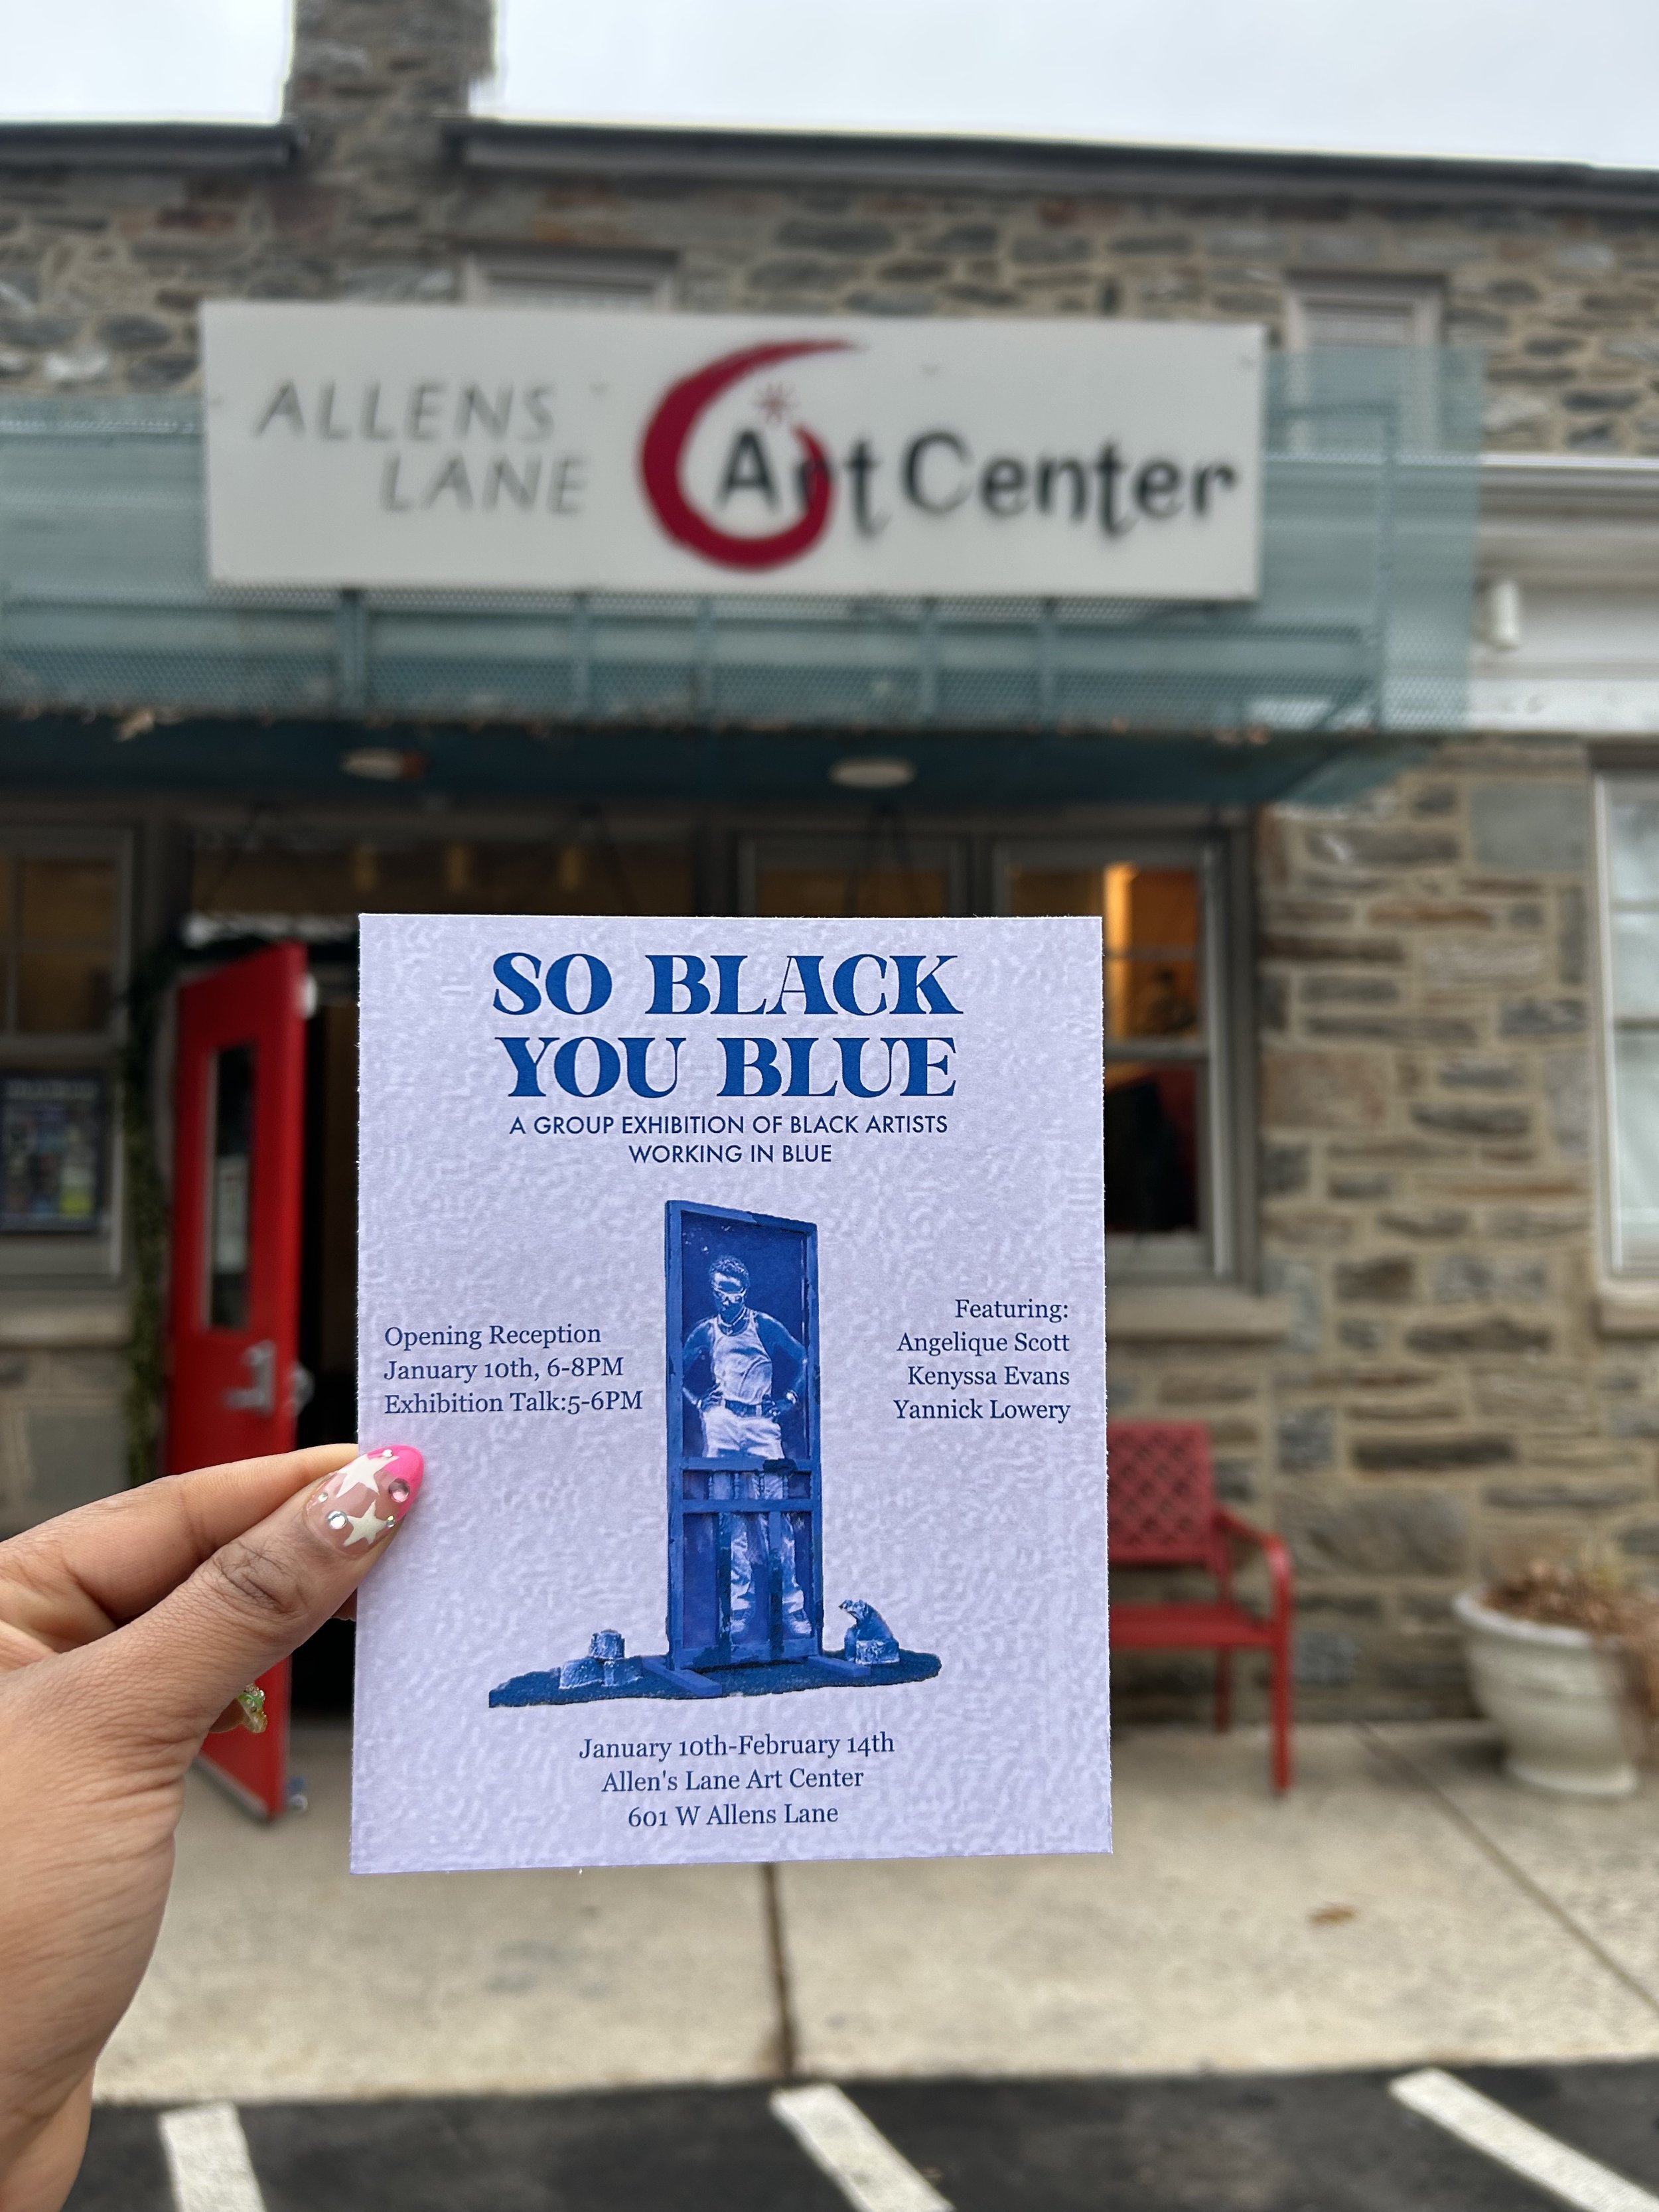 ALLENS
LANE
Art Center
SO BLACK
YOU BLUE
A GROUP EXHIBITION OF BLACK ARTISTS
WORKING IN BLUE
Opening Reception
January 10th, 6-8PM
Exhibition Talk:5-6PM
Featuring:
Angelique Scott
Kenyssa Evans
Yannick Lowery
January 10th-February 14th
Allen's Lane Art Center
601 W Allens Lane